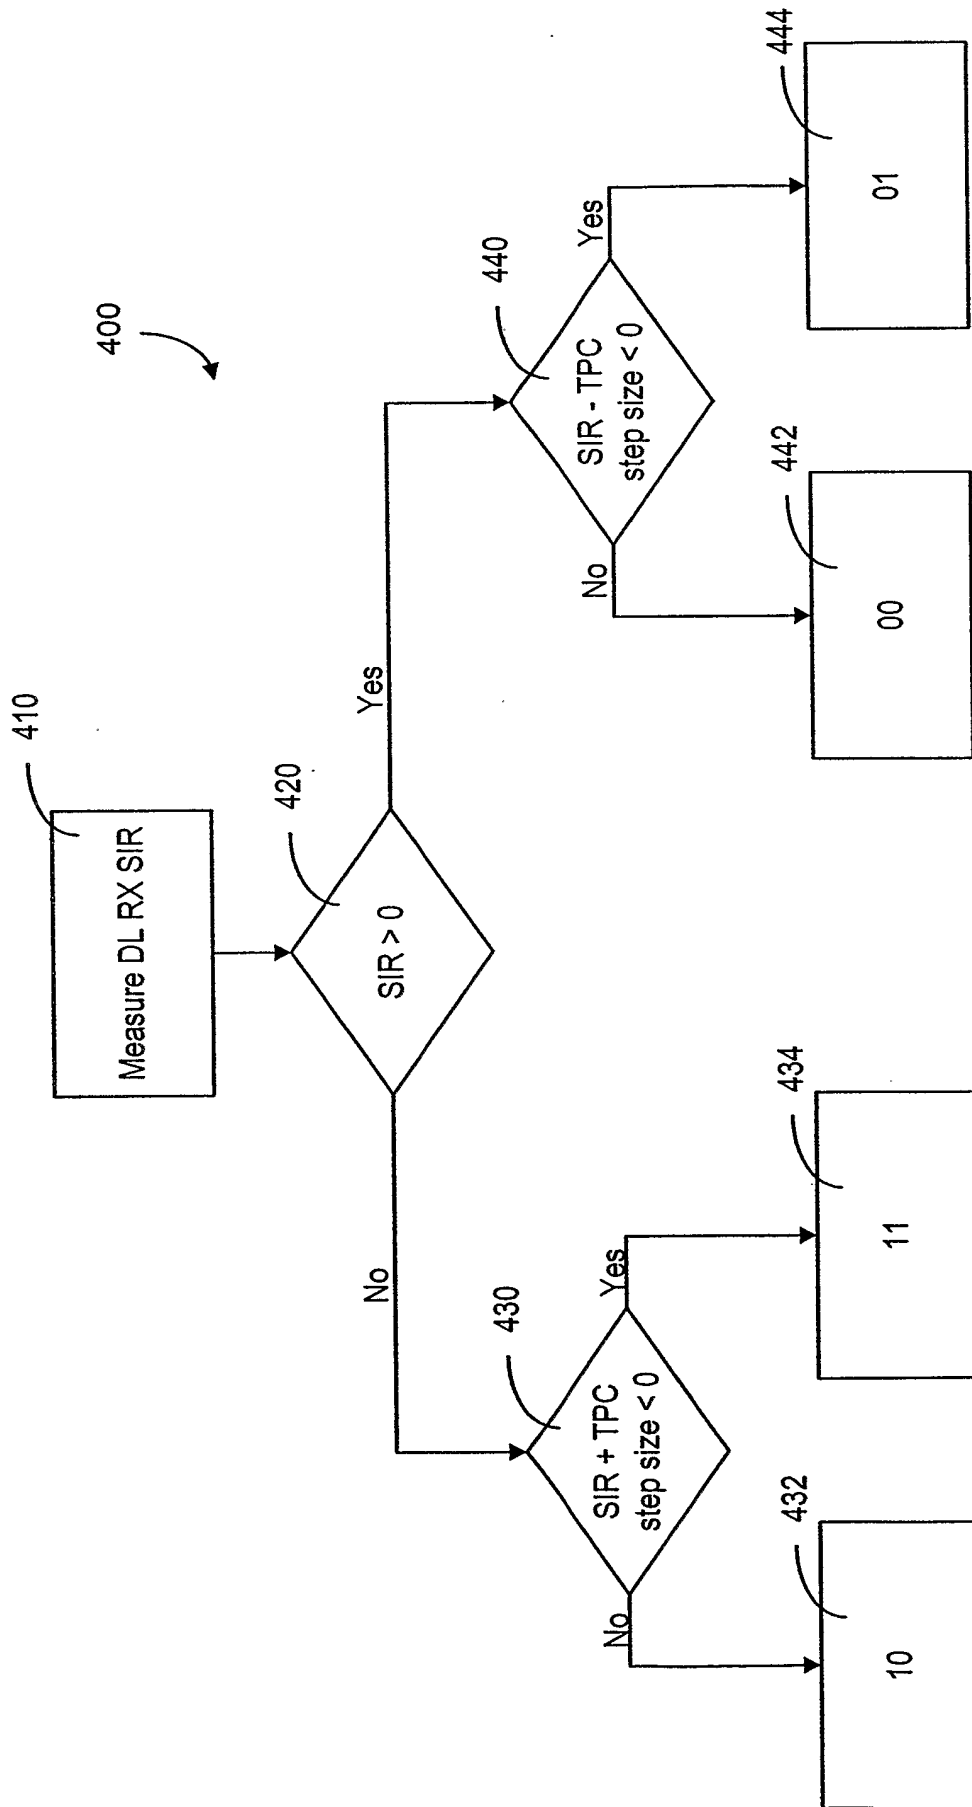 400
410
Measure DL RX SIR
420
SIR > 0
No
Yes
430
SIR + TPC
step size < 0
440
SIR - TPC
step size < 0
No
Yes
No
Yes
432
10
434
11
442
00
444
01